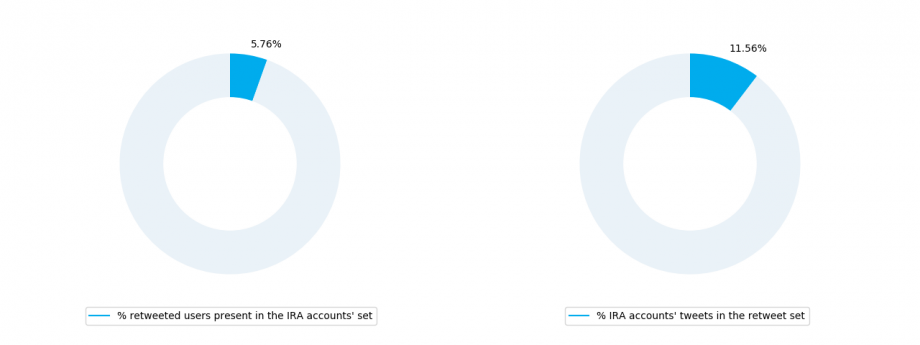 5.76%
11.56%
% retweeted users present in the IRA accounts' set
% IRA accounts' tweets in the retweet set